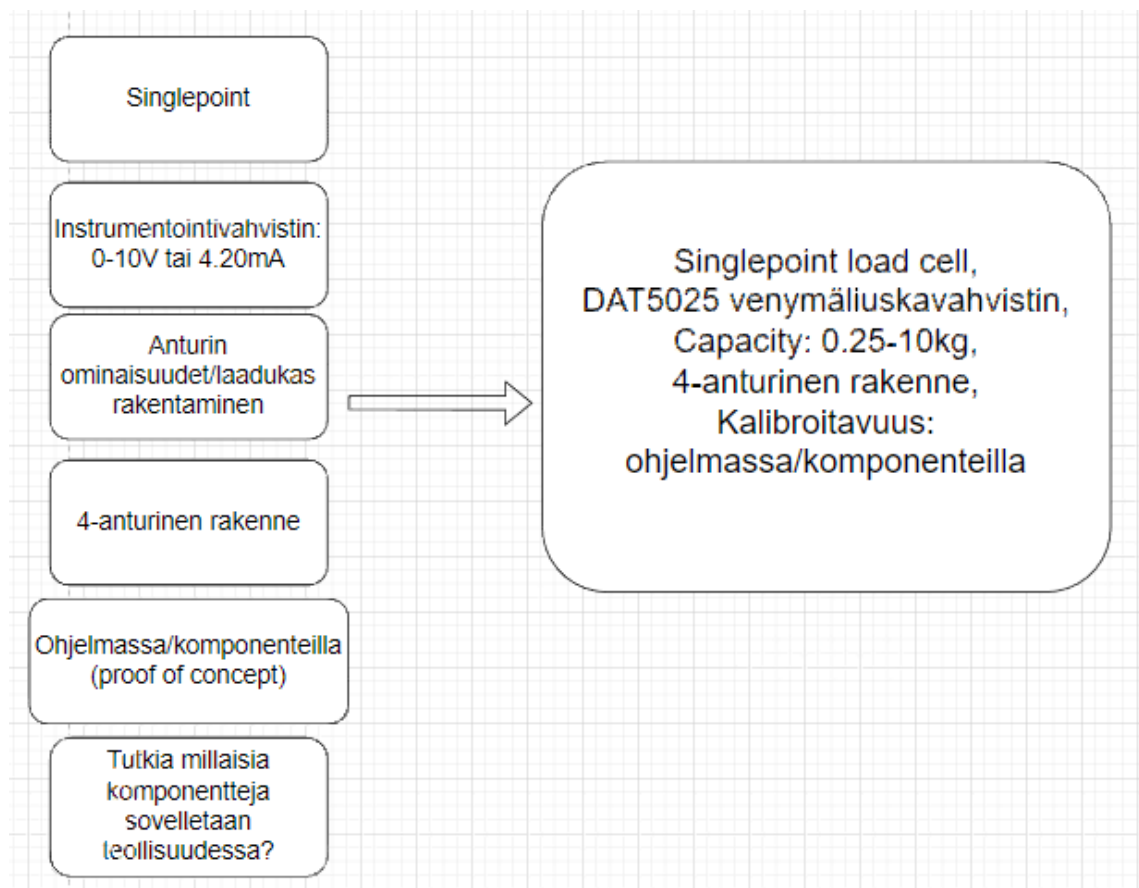 Singlepoint
Instrumentointivahvistin:
0-10V tai 4.20mA
Anturin
ominaisuudet/laadukas
rakentaminen
4-anturinen rakenne
Ohjelmassa/komponenteilla
(proof of concept)
Tutkia millaisia
komponentteja
sovelletaan
teollisuudessa?
Singlepoint load cell,
DAT5025 venymäliuskavahvistin,
Capacity: 0.25-10kg,
4-anturinen rakenne,
Kalibroitavuus:
ohjelmassa/komponenteilla